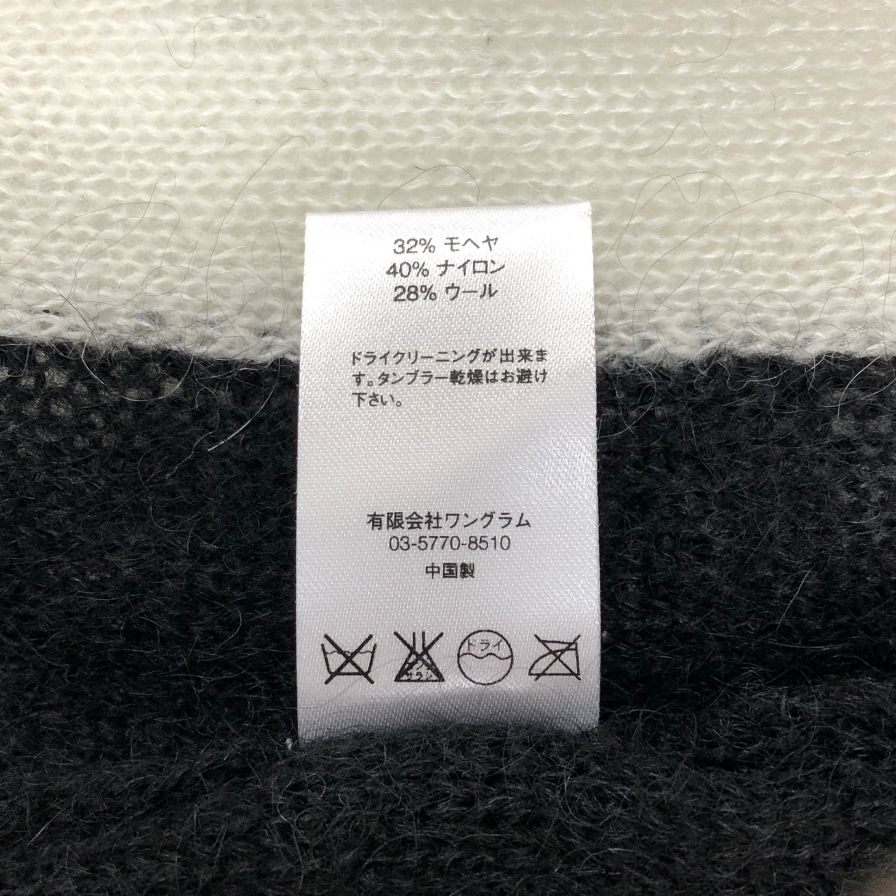 32% モヘヤ
40% ナイロン
28% ウール
ドライクリーニングが出来ま
す。タンブラー乾燥はお避け
下さい。
有限会社ワングラム
03-5770-8510
中国製
サラシ ドライ